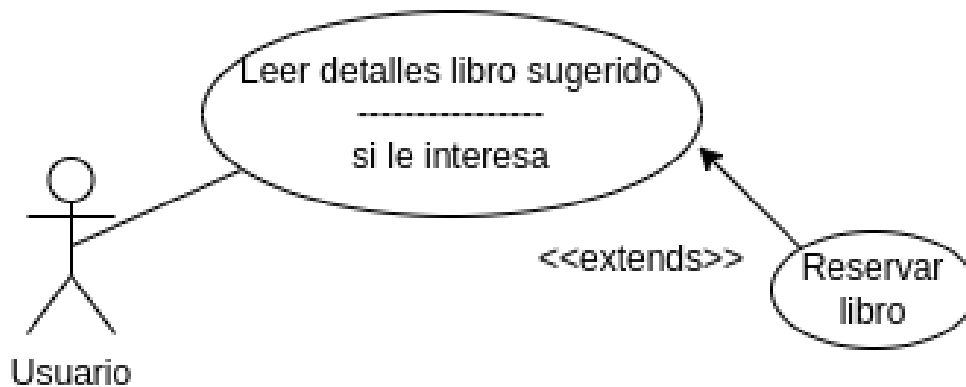 Leer detalles libro sugerido
----------------
si le interesa
<<extends>>
Reservar
libro
Usuario